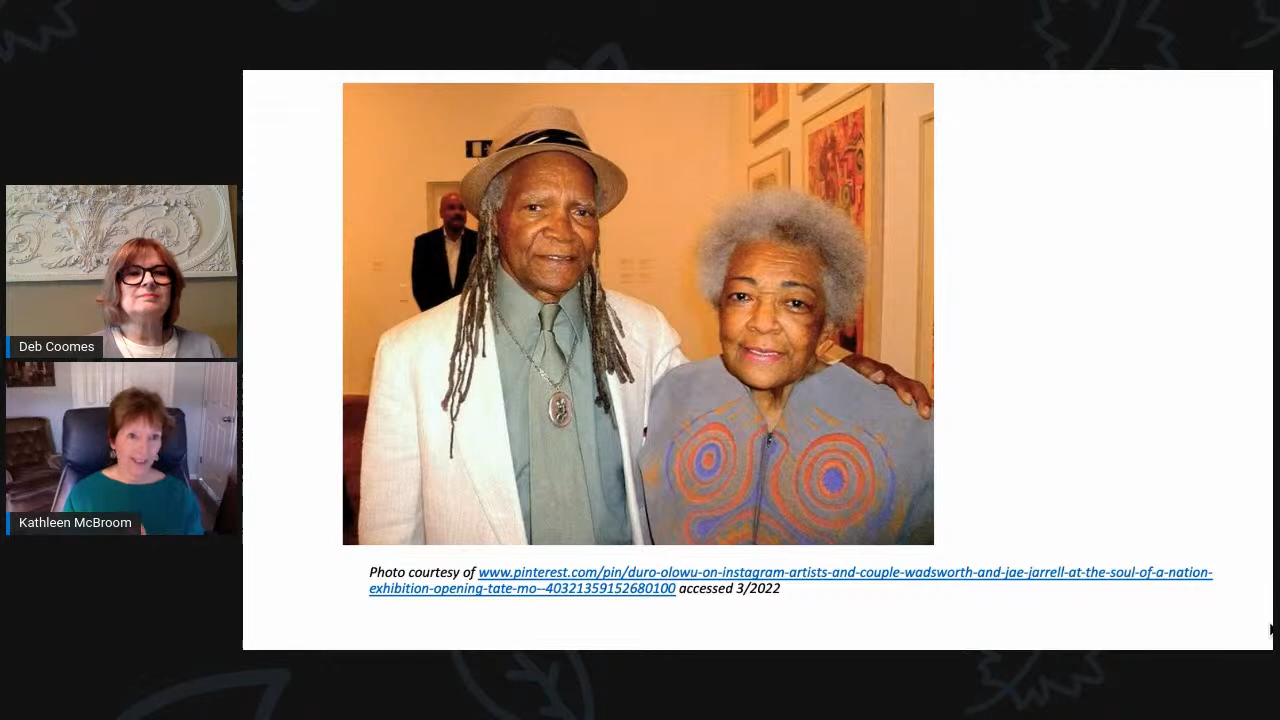 Deb Coomes
Kathleen McBroom
Photo courtesy of www.pinterest.com/pin/duro-olowu-on-instagram-artists-and-couple-wadsworth-and-jae-jarrell-at-the-soul-of-a-nation-
exhibition-opening-tate-mo--40321359152680100 accessed 3/2022